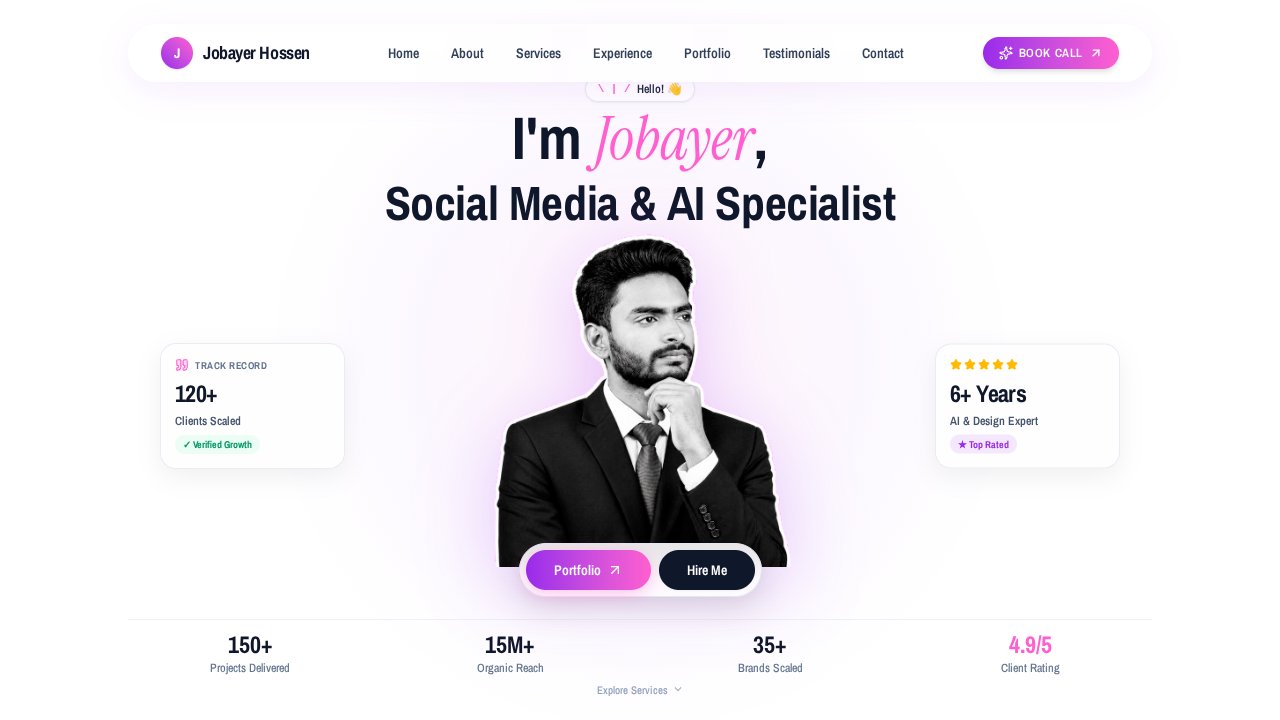 J Jobayer Hossen Home About Services Experience Portfolio Testimonials Contact BOOK CALL
Hello! 👋
I'm Jobayer,
Social Media & AI Specialist
TRACK RECORD
120+
Clients Scaled
✓ Verified Growth
6+ Years
AI & Design Expert
★ Top Rated
Portfolio Hire Me
150+ 15M+ 35+ 4.9/5
Projects Delivered Organic Reach Brands Scaled Client Rating
Explore Services